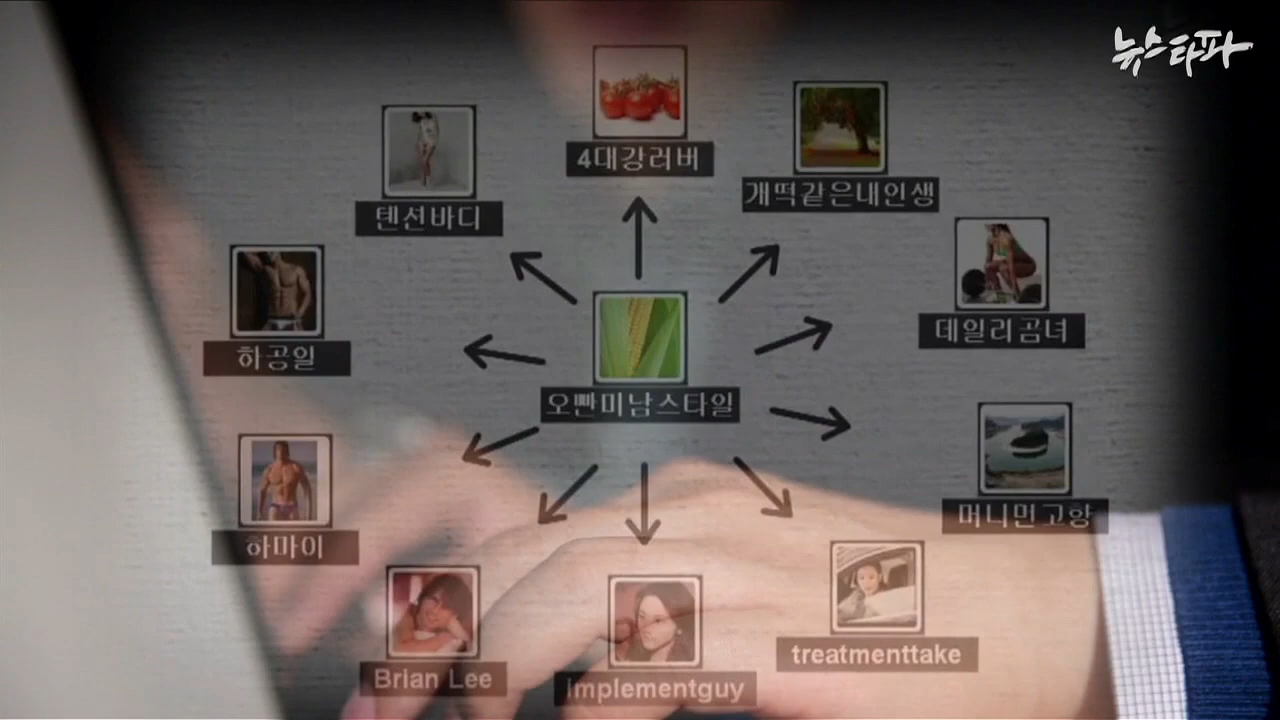 뉴스타파
4대강러버
개떡같은내인생
텐션바디
데일리곰녀
하공일
오빤미남스타일
머니먼고향
하마이
treatmenttake
Brian Lee
implementguy